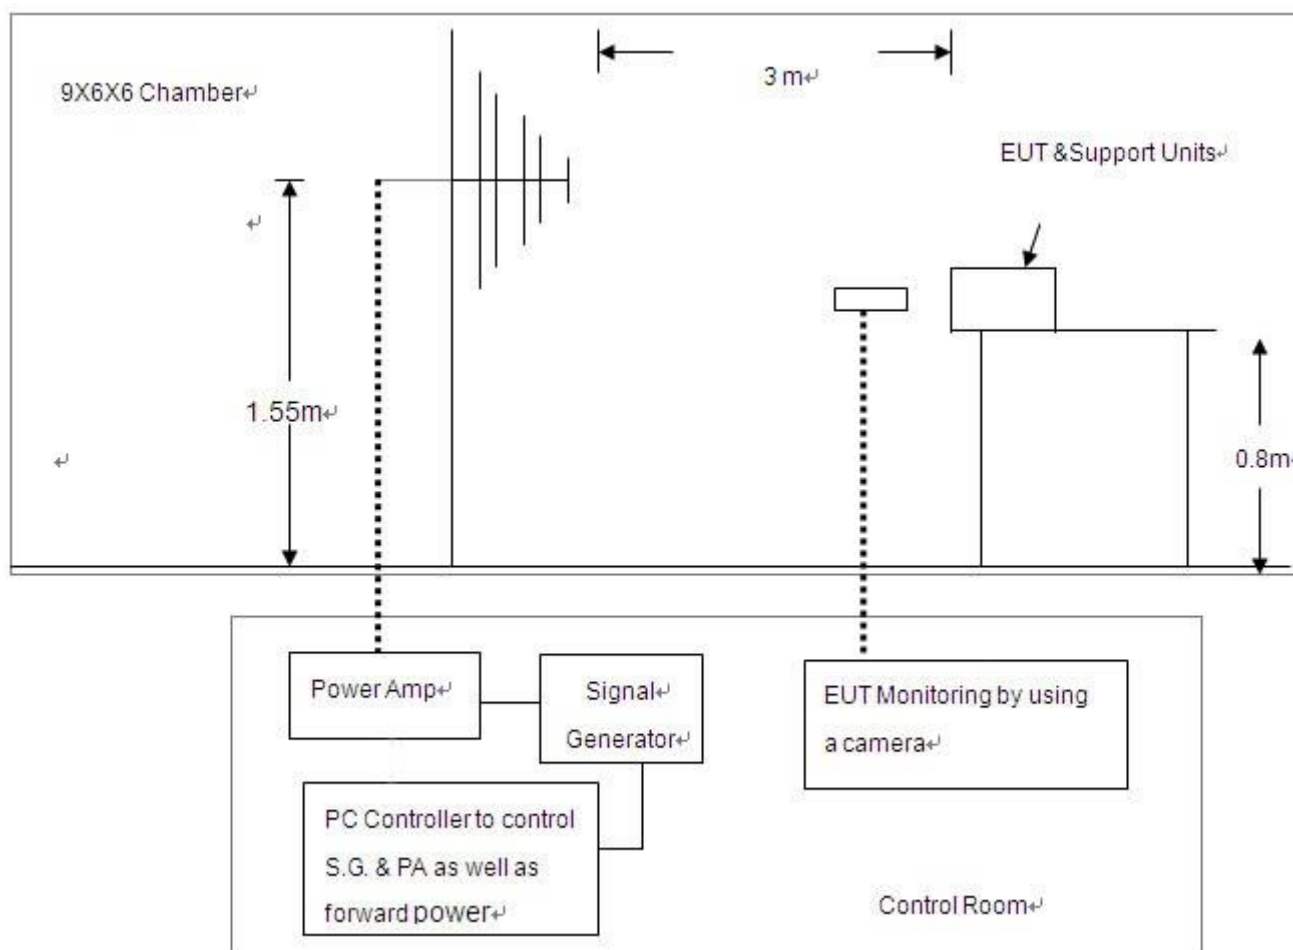 9X6X6 Chamber
3 m
EUT &Support Units
1.55m
0.8m
Power Amp
Signal
Generator
EUT Monitoring by using
a camera
PC Controller to control
S.G. & PA as well as
forward power
Control Room